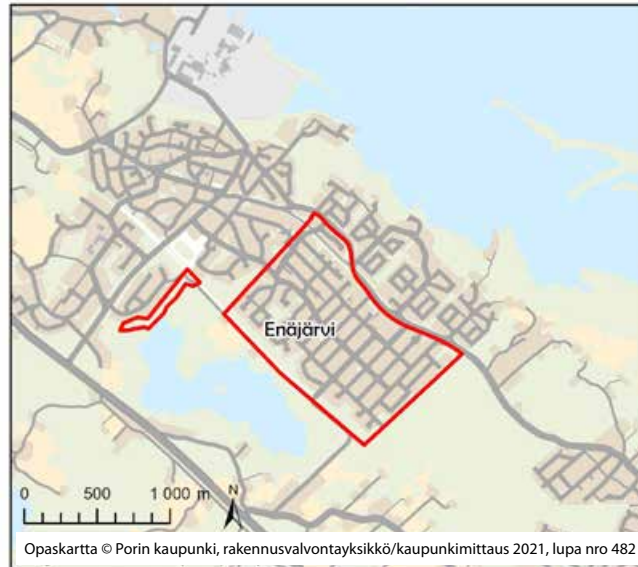 Enäjärvi
0 500 1 000 m
N
Opaskartta © Porin kaupunki, rakennusvalvontayksikkö/kaupunkimittaus 2021, lupa nro 482